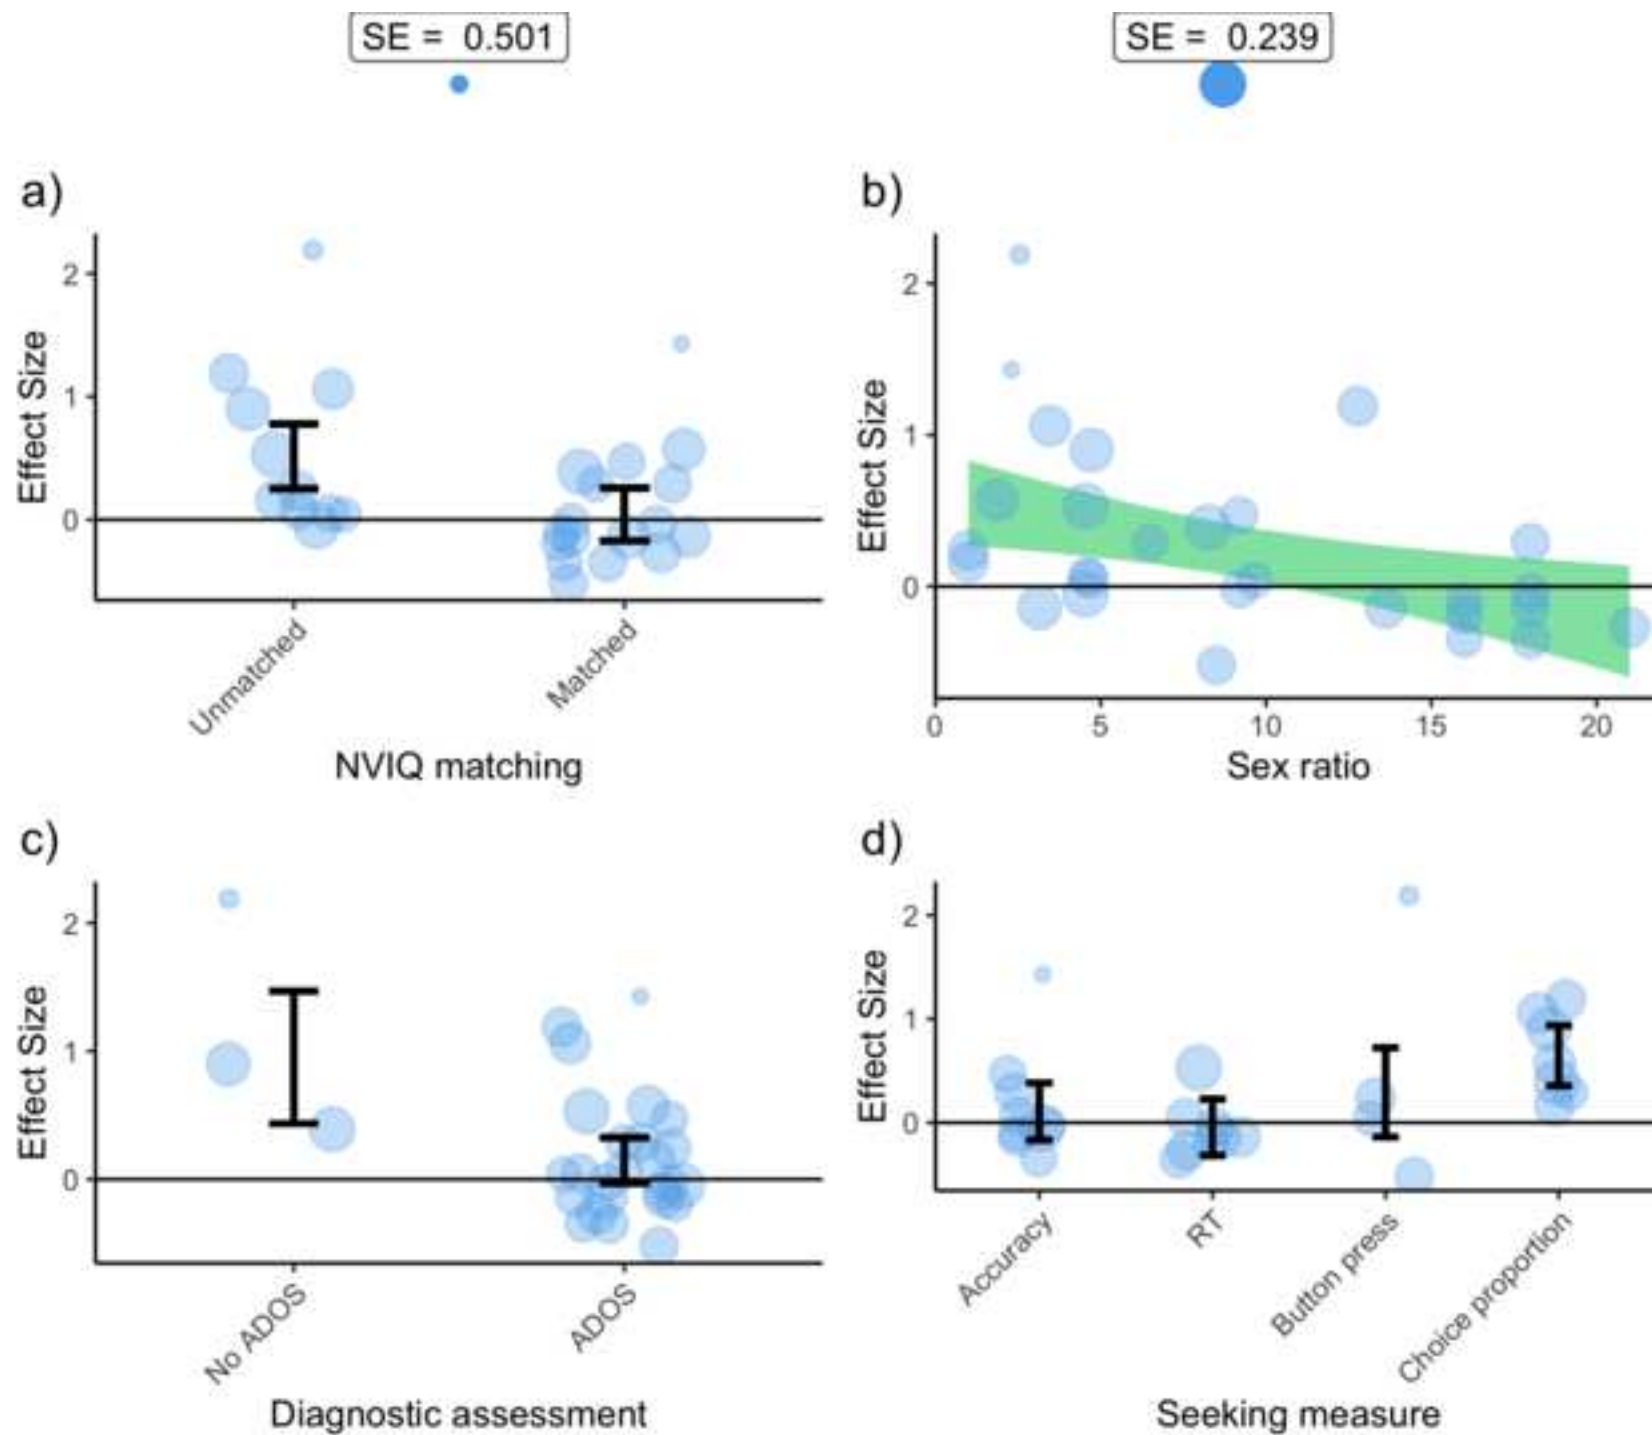 SE = 0.501
SE = 0.239
a)
Effect Size
2
1
0
Unmatched
Matched
NVIQ matching
b)
Effect Size
2
1
0
0 5 10 15 20
Sex ratio
c)
Effect Size
2
1
0
No ADOS
ADOS
Diagnostic assessment
d)
Effect Size
2
1
0
Accuracy
RT
Button press
Choice proportion
Seeking measure